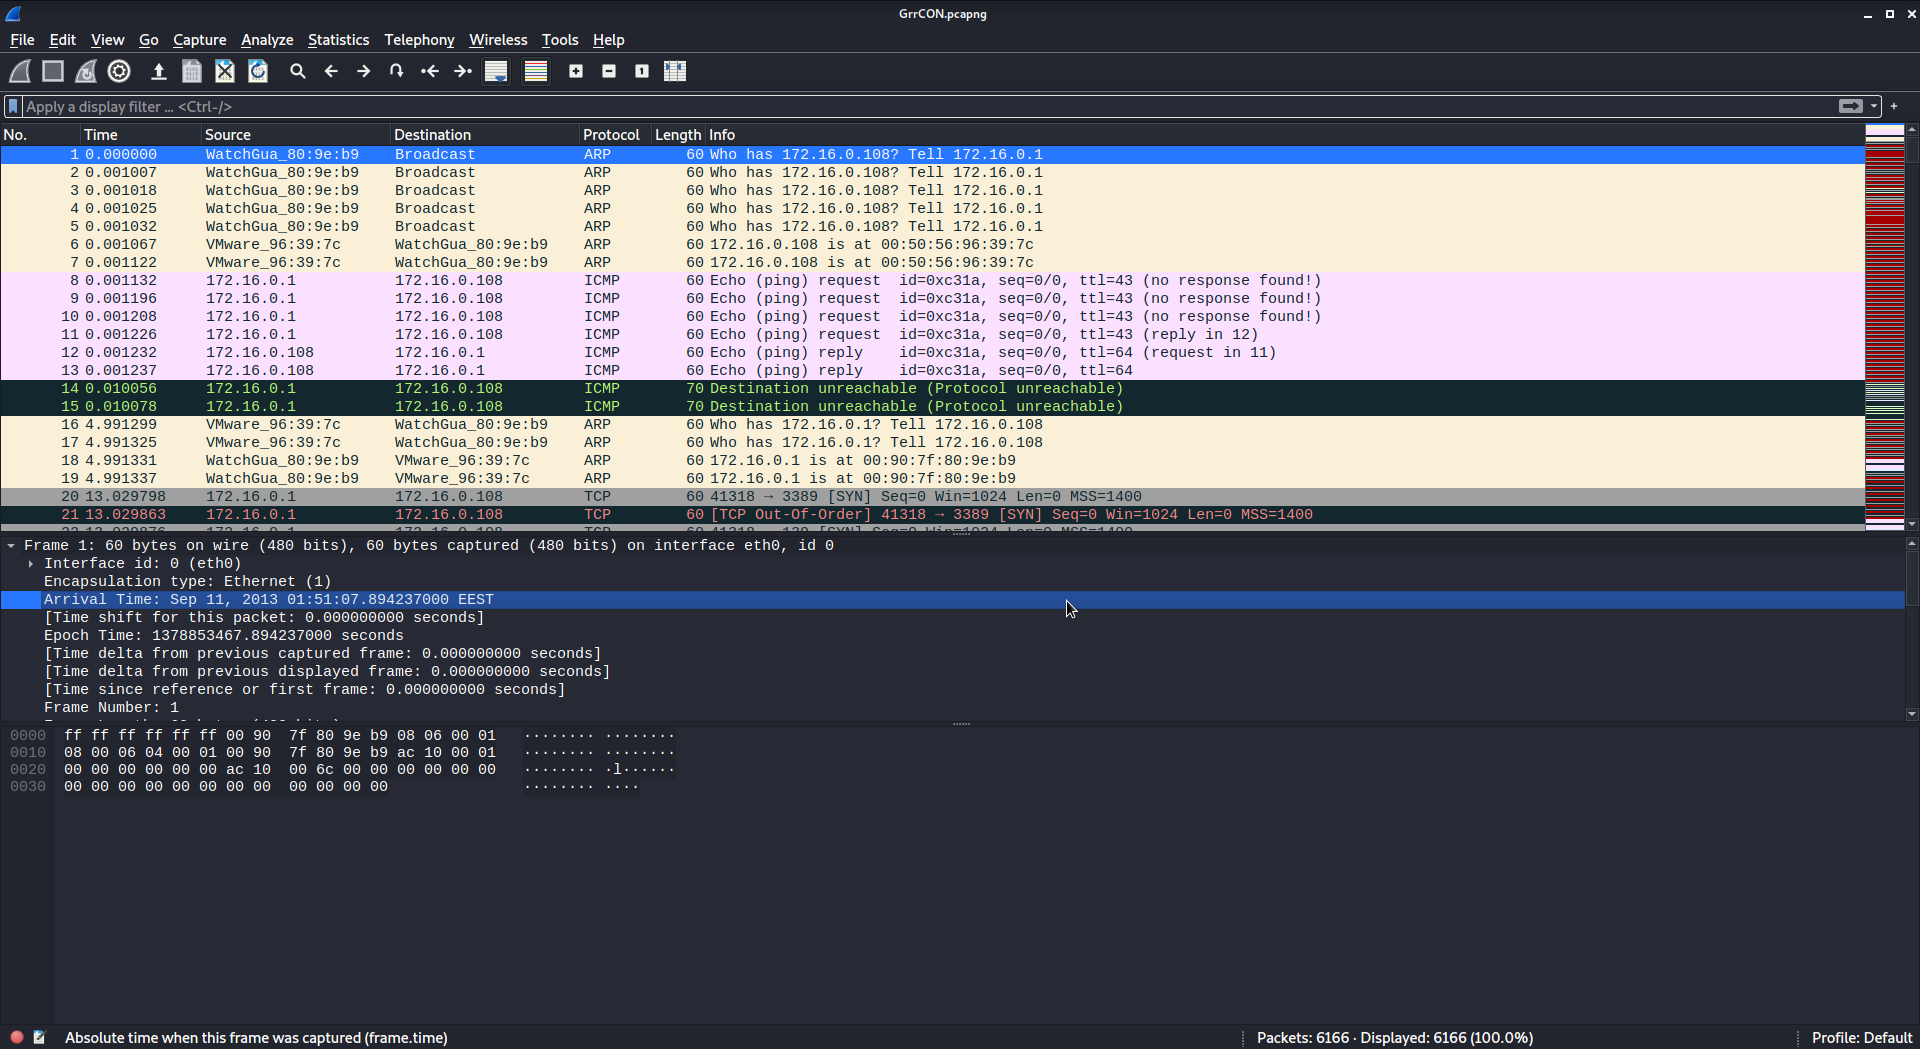 GrrCON.pcapng
File Edit View Go Capture Analyze Statistics Telephony Wireless Tools Help
Apply a display filter ... <Ctrl-/>
No. Time Source Destination Protocol Length Info
1 0.000000 WatchGua_80:9e:b9 Broadcast ARP 60 Who has 172.16.0.108? Tell 172.16.0.1
2 0.001007 WatchGua_80:9e:b9 Broadcast ARP 60 Who has 172.16.0.108? Tell 172.16.0.1
3 0.001018 WatchGua_80:9e:b9 Broadcast ARP 60 Who has 172.16.0.108? Tell 172.16.0.1
4 0.001025 WatchGua_80:9e:b9 Broadcast ARP 60 Who has 172.16.0.108? Tell 172.16.0.1
5 0.001032 WatchGua_80:9e:b9 Broadcast ARP 60 Who has 172.16.0.108? Tell 172.16.0.1
6 0.001067 VMware_96:39:7c WatchGua_80:9e:b9 ARP 60 172.16.0.108 is at 00:50:56:96:39:7c
7 0.001122 VMware_96:39:7c WatchGua_80:9e:b9 ARP 60 172.16.0.108 is at 00:50:56:96:39:7c
8 0.001132 172.16.0.1 172.16.0.108 ICMP 60 Echo (ping) request id=0xc31a, seq=0/0, ttl=43 (no response found!)
9 0.001196 172.16.0.1 172.16.0.108 ICMP 60 Echo (ping) request id=0xc31a, seq=0/0, ttl=43 (no response found!)
10 0.001208 172.16.0.1 172.16.0.108 ICMP 60 Echo (ping) request id=0xc31a, seq=0/0, ttl=43 (no response found!)
11 0.001226 172.16.0.1 172.16.0.108 ICMP 60 Echo (ping) request id=0xc31a, seq=0/0, ttl=43 (reply in 12)
12 0.001232 172.16.0.108 172.16.0.1 ICMP 60 Echo (ping) reply id=0xc31a, seq=0/0, ttl=64 (request in 11)
13 0.001237 172.16.0.108 172.16.0.1 ICMP 60 Echo (ping) reply id=0xc31a, seq=0/0, ttl=64
14 0.010056 172.16.0.1 172.16.0.108 ICMP 70 Destination unreachable (Protocol unreachable)
15 0.010078 172.16.0.1 172.16.0.108 ICMP 70 Destination unreachable (Protocol unreachable)
16 4.991299 VMware_96:39:7c WatchGua_80:9e:b9 ARP 60 Who has 172.16.0.1? Tell 172.16.0.108
17 4.991325 VMware_96:39:7c WatchGua_80:9e:b9 ARP 60 Who has 172.16.0.1? Tell 172.16.0.108
18 4.991331 WatchGua_80:9e:b9 VMware_96:39:7c ARP 60 172.16.0.1 is at 00:90:7f:80:9e:b9
19 4.991337 WatchGua_80:9e:b9 VMware_96:39:7c ARP 60 172.16.0.1 is at 00:90:7f:80:9e:b9
20 13.029798 172.16.0.1 172.16.0.108 TCP 60 41318 → 3389 [SYN] Seq=0 Win=1024 Len=0 MSS=1400
21 13.029863 172.16.0.1 172.16.0.108 TCP 60 [TCP Out-Of-Order] 41318 → 3389 [SYN] Seq=0 Win=1024 Len=0 MSS=1400
Frame 1: 60 bytes on wire (480 bits), 60 bytes captured (480 bits) on interface eth0, id 0
Interface id: 0 (eth0)
Encapsulation type: Ethernet (1)
Arrival Time: Sep 11, 2013 01:51:07.894237000 EEST
[Time shift for this packet: 0.000000000 seconds]
Epoch Time: 1378853467.894237000 seconds
[Time delta from previous captured frame: 0.000000000 seconds]
[Time delta from previous displayed frame: 0.000000000 seconds]
[Time since reference or first frame: 0.000000000 seconds]
Frame Number: 1
0000 ff ff ff ff ff ff 00 90 7f 80 9e b9 08 06 00 01 ········ ········
0010 08 00 06 04 00 01 00 90 7f 80 9e b9 ac 10 00 01 ········ ········
0020 00 00 00 00 00 00 ac 10 00 6c 00 00 00 00 00 00 ········ ·l······
0030 00 00 00 00 00 00 00 00 00 00 00 00 ········ ····
Absolute time when this frame was captured (frame.time)
Packets: 6166 · Displayed: 6166 (100.0%)
Profile: Default